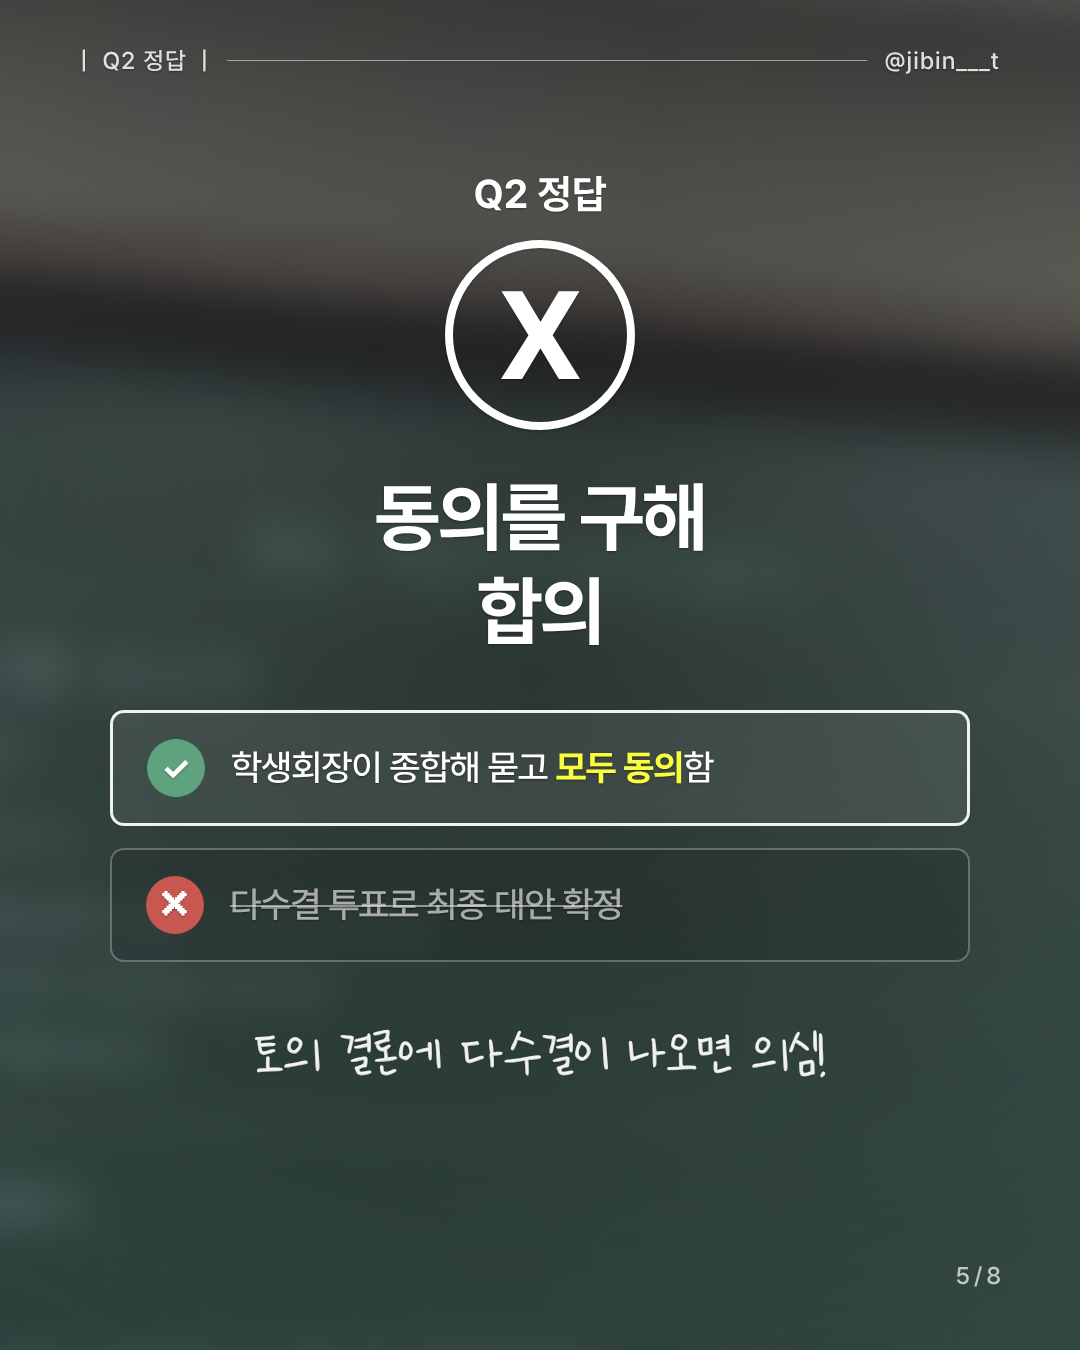 | Q2 정답 |
@jibin___t
Q2 정답
X
동의를 구해
합의
학생회장이 종합해 묻고 모두 동의함
다수결 투표로 최종 대안 확정
토의 결론에 다수결이 나오면 의심!
5/8